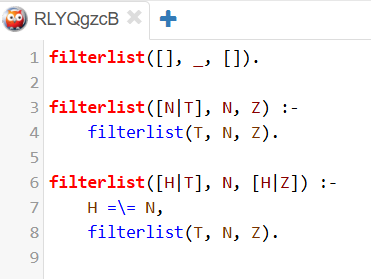 RLYQgzcB
1 filterlist([], _, []).
2
3 filterlist([N|T], N, Z) :-
4     filterlist(T, N, Z).
5
6 filterlist([H|T], N, [H|Z]) :-
7     H =\= N,
8     filterlist(T, N, Z).
9